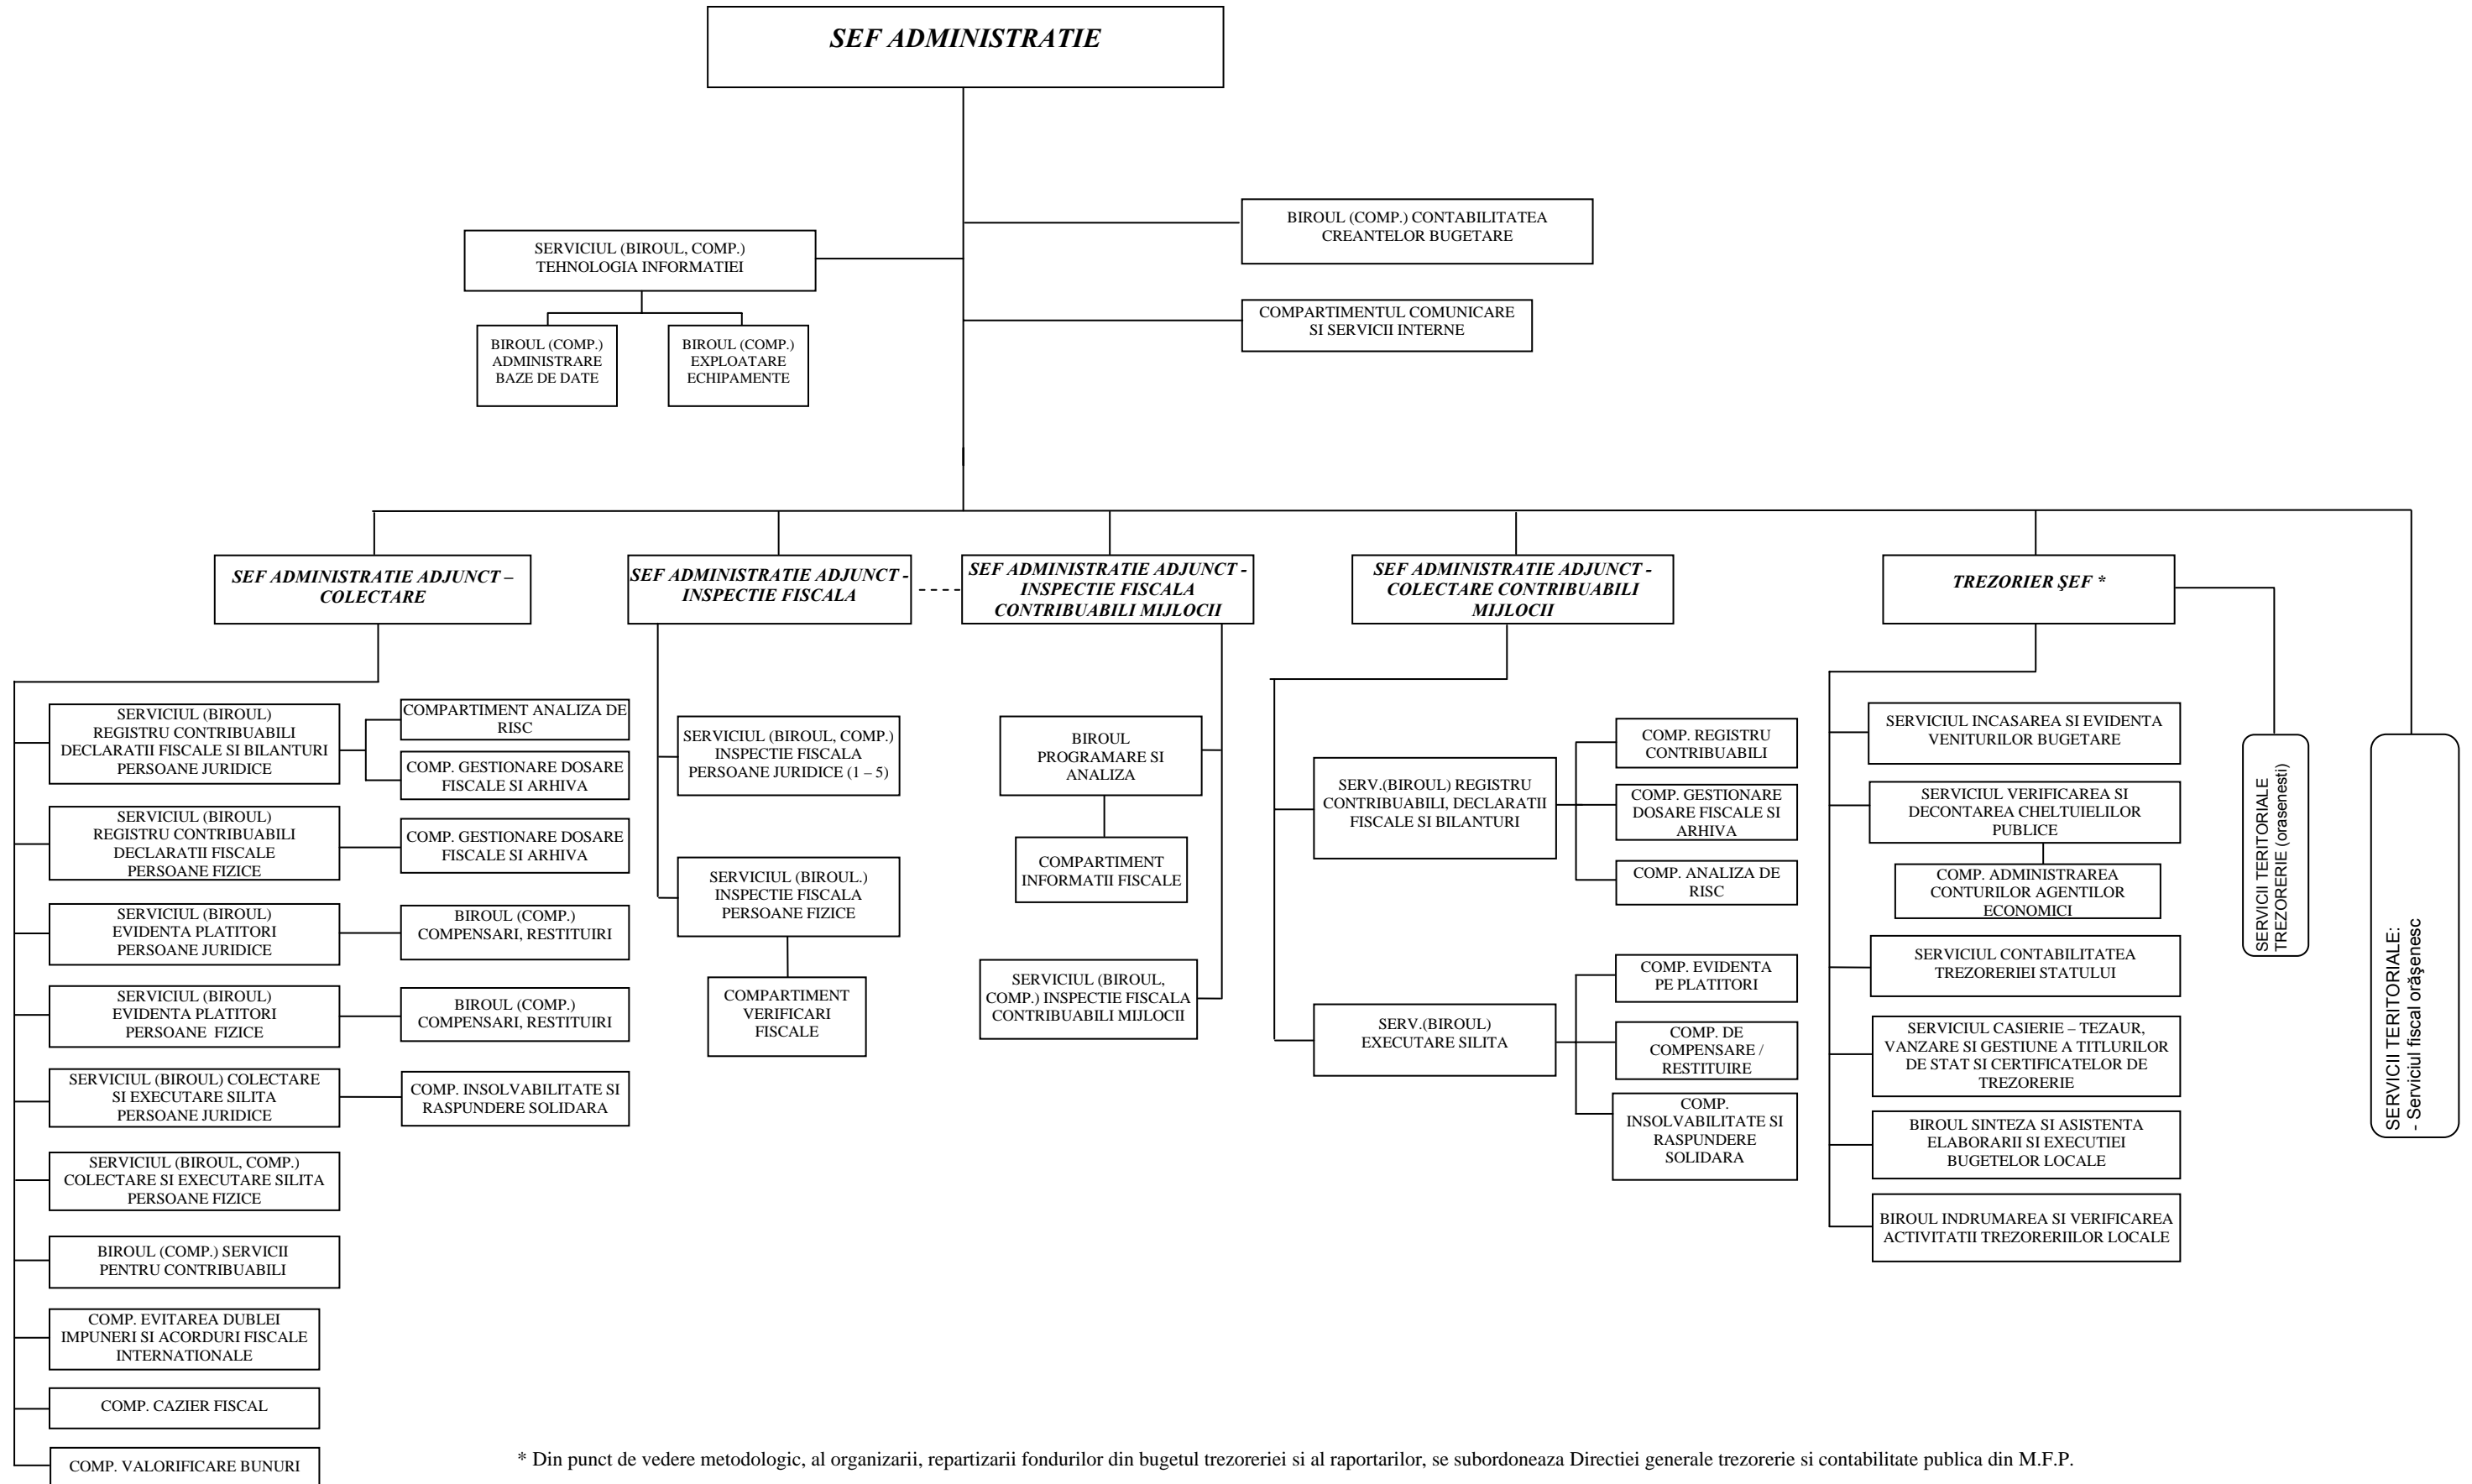 SEF ADMINISTRATIE
BIROUL (COMP.) CONTABILITATEA
CREANTELOR BUGETARE
SERVICIUL (BIROUL, COMP.)
TEHNOLOGIA INFORMATIEI
COMPARTIMENTUL COMUNICARE
SI SERVICII INTERNE
BIROUL (COMP.)
ADMINISTRARE
BAZE DE DATE
BIROUL (COMP.)
EXPLOATARE
ECHIPAMENTE
SEF ADMINISTRATIE ADJUNCT –
COLECTARE
SEF ADMINISTRATIE ADJUNCT -
INSPECTIE FISCALA
SEF ADMINISTRATIE ADJUNCT -
INSPECTIE FISCALA
CONTRIBUABILI MIJLOCII
SEF ADMINISTRATIE ADJUNCT -
COLECTARE CONTRIBUABILI
MIJLOCII
TREZORIER ŞEF *
SERVICIUL (BIROUL)
REGISTRU CONTRIBUABILI
DECLARATII FISCALE SI BILANTURI
PERSOANE JURIDICE
COMPARTIMENT ANALIZA DE
RISC
COMP. GESTIONARE DOSARE
FISCALE SI ARHIVA
SERVICIUL (BIROUL)
REGISTRU CONTRIBUABILI
DECLARATII FISCALE
PERSOANE FIZICE
COMP. GESTIONARE DOSARE
FISCALE SI ARHIVA
SERVICIUL (BIROUL)
EVIDENTA PLATITORI
PERSOANE JURIDICE
BIROUL (COMP.)
COMPENSARI, RESTITUIRI
SERVICIUL (BIROUL)
EVIDENTA PLATITORI
PERSOANE FIZICE
BIROUL (COMP.)
COMPENSARI, RESTITUIRI
SERVICIUL (BIROUL) COLECTARE
SI EXECUTARE SILITA
PERSOANE JURIDICE
COMP. INSOLVABILITATE SI
RASPUNDERE SOLIDARA
SERVICIUL (BIROUL, COMP.)
COLECTARE SI EXECUTARE SILITA
PERSOANE FIZICE
BIROUL (COMP.) SERVICII
PENTRU CONTRIBUABILI
COMP. EVITAREA DUBLEI
IMPUNERI SI ACORDURI FISCALE
INTERNATIONALE
COMP. CAZIER FISCAL
COMP. VALORIFICARE BUNURI
SERVICIUL (BIROUL, COMP.)
INSPECTIE FISCALA
PERSOANE JURIDICE (1 – 5)
SERVICIUL (BIROUL.)
INSPECTIE FISCALA
PERSOANE FIZICE
COMPARTIMENT
VERIFICARI
FISCALE
BIROUL
PROGRAMARE SI
ANALIZA
COMPARTIMENT
INFORMATII FISCALE
SERVICIUL (BIROUL,
COMP.) INSPECTIE FISCALA
CONTRIBUABILI MIJLOCII
SERV.(BIROUL) REGISTRU
CONTRIBUABILI, DECLARATII
FISCALE SI BILANTURI
COMP. REGISTRU
CONTRIBUABILI
COMP. GESTIONARE
DOSARE FISCALE SI
ARHIVA
COMP. ANALIZA DE
RISC
SERV.(BIROUL)
EXECUTARE SILITA
COMP. EVIDENTA
PE PLATITORI
COMP. DE
COMPENSARE /
RESTITUIRE
COMP.
INSOLVABILITATE SI
RASPUNDERE
SOLIDARA
SERVICIUL INCASAREA SI EVIDENTA
VENITURILOR BUGETARE
SERVICIUL VERIFICAREA SI
DECONTAREA CHELTUIELILOR
PUBLICE
COMP. ADMINISTRAREA
CONTURILOR AGENTILOR
ECONOMICI
SERVICIUL CONTABILITATEA
TREZORERIEI STATULUI
SERVICIUL CASIERIE – TEZAUR,
VANZARE SI GESTIUNE A TITLURILOR
DE STAT SI CERTIFICATELOR DE
TREZORERIE
BIROUL SINTEZA SI ASISTENTA
ELABORARII SI EXECUTIEI
BUGETELOR LOCALE
BIROUL INDRUMAREA SI VERIFICAREA
ACTIVITATII TREZORERIILOR LOCALE
SERVICII TERITORIALE
TREZORERIE (orasenesti)
SERVICII TERITORIALE:
- Serviciul fiscal orăşenesc
* Din punct de vedere metodologic, al organizarii, repartizarii fondurilor din bugetul trezoreriei si al raportarilor, se subordoneaza Directiei generale trezorerie si contabilitate publica din M.F.P.